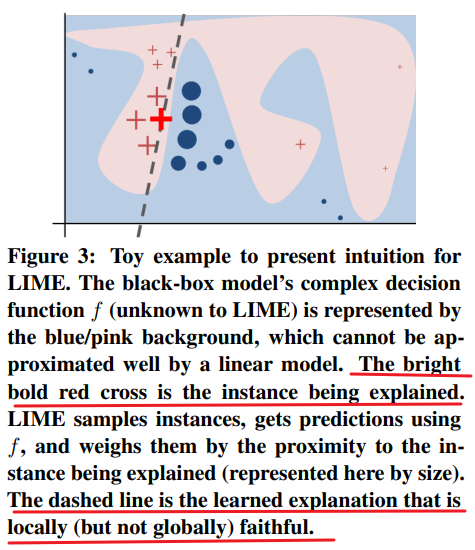 Figure 3: Toy example to present intuition for
LIME. The black-box model's complex decision
function f (unknown to LIME) is represented by
the blue/pink background, which cannot be ap-
proximated well by a linear model. The bright
bold red cross is the instance being explained.
LIME samples instances, gets predictions using
f, and weighs them by the proximity to the in-
stance being explained (represented here by size).
The dashed line is the learned explanation that is
locally (but not globally) faithful.